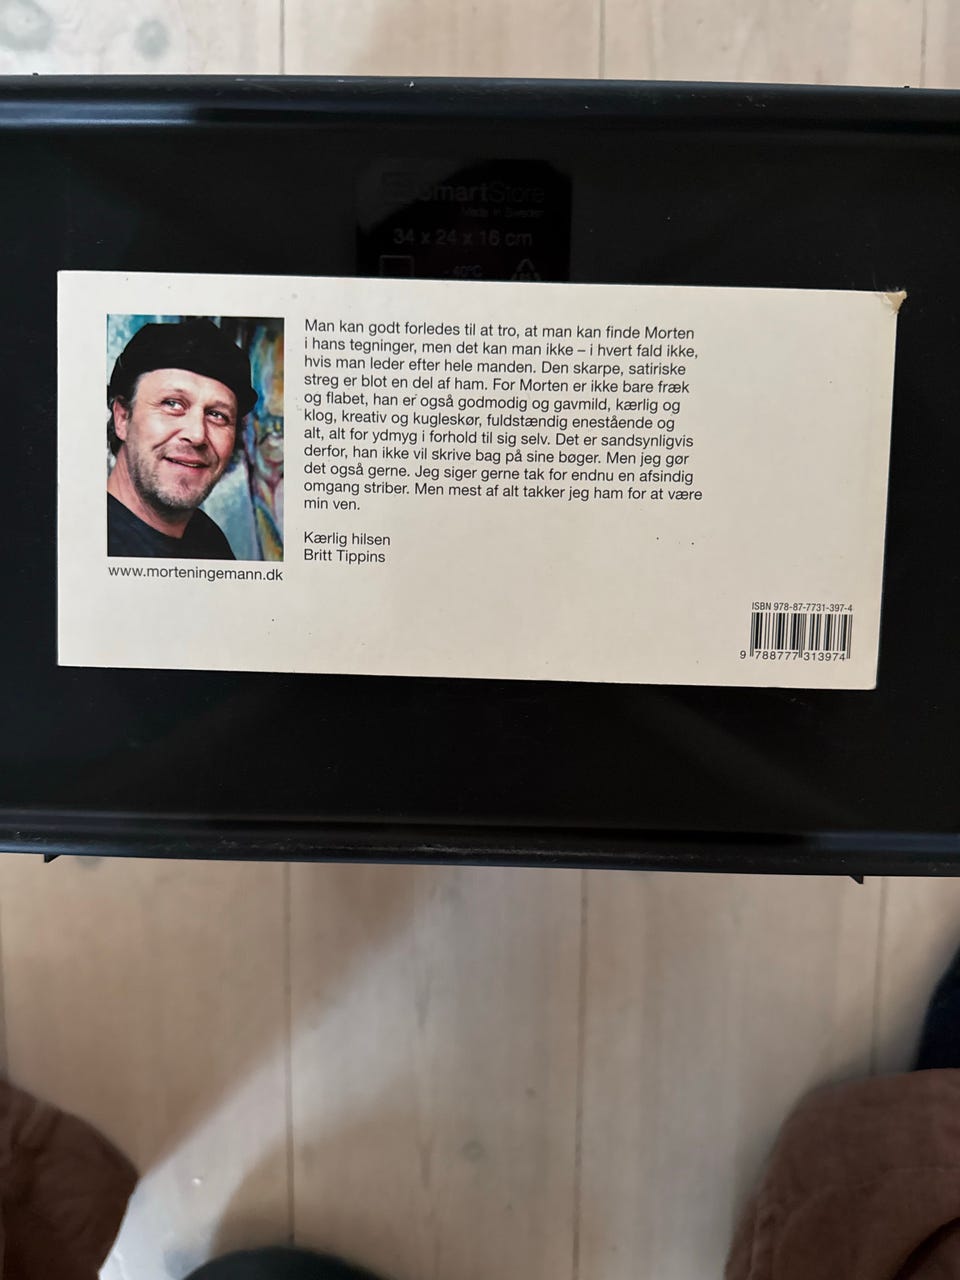 SmartStore
Made in Sweden
34 x 24 x 16 cm
-40°C
Man kan godt forledes til at tro, at man kan finde Morten
i hans tegninger, men det kan man ikke – i hvert fald ikke,
hvis man leder efter hele manden. Den skarpe, satiriske
streg er blot en del af ham. For Morten er ikke bare fræk
og flabet, han er også godmodig og gavmild, kærlig og
klog, kreativ og kugleskør, fuldstændig enestående og
alt, alt for ydmyg i forhold til sig selv. Det er sandsynligvis
derfor, han ikke vil skrive bag på sine bøger. Men jeg gør
det også gerne. Jeg siger gerne tak for endnu en afsindig
omgang striber. Men mest af alt takker jeg ham for at være
min ven.
Kærlig hilsen
Britt Tippins
www.morteningemann.dk
ISBN 978-87-7731-397-4
9 788777 313974